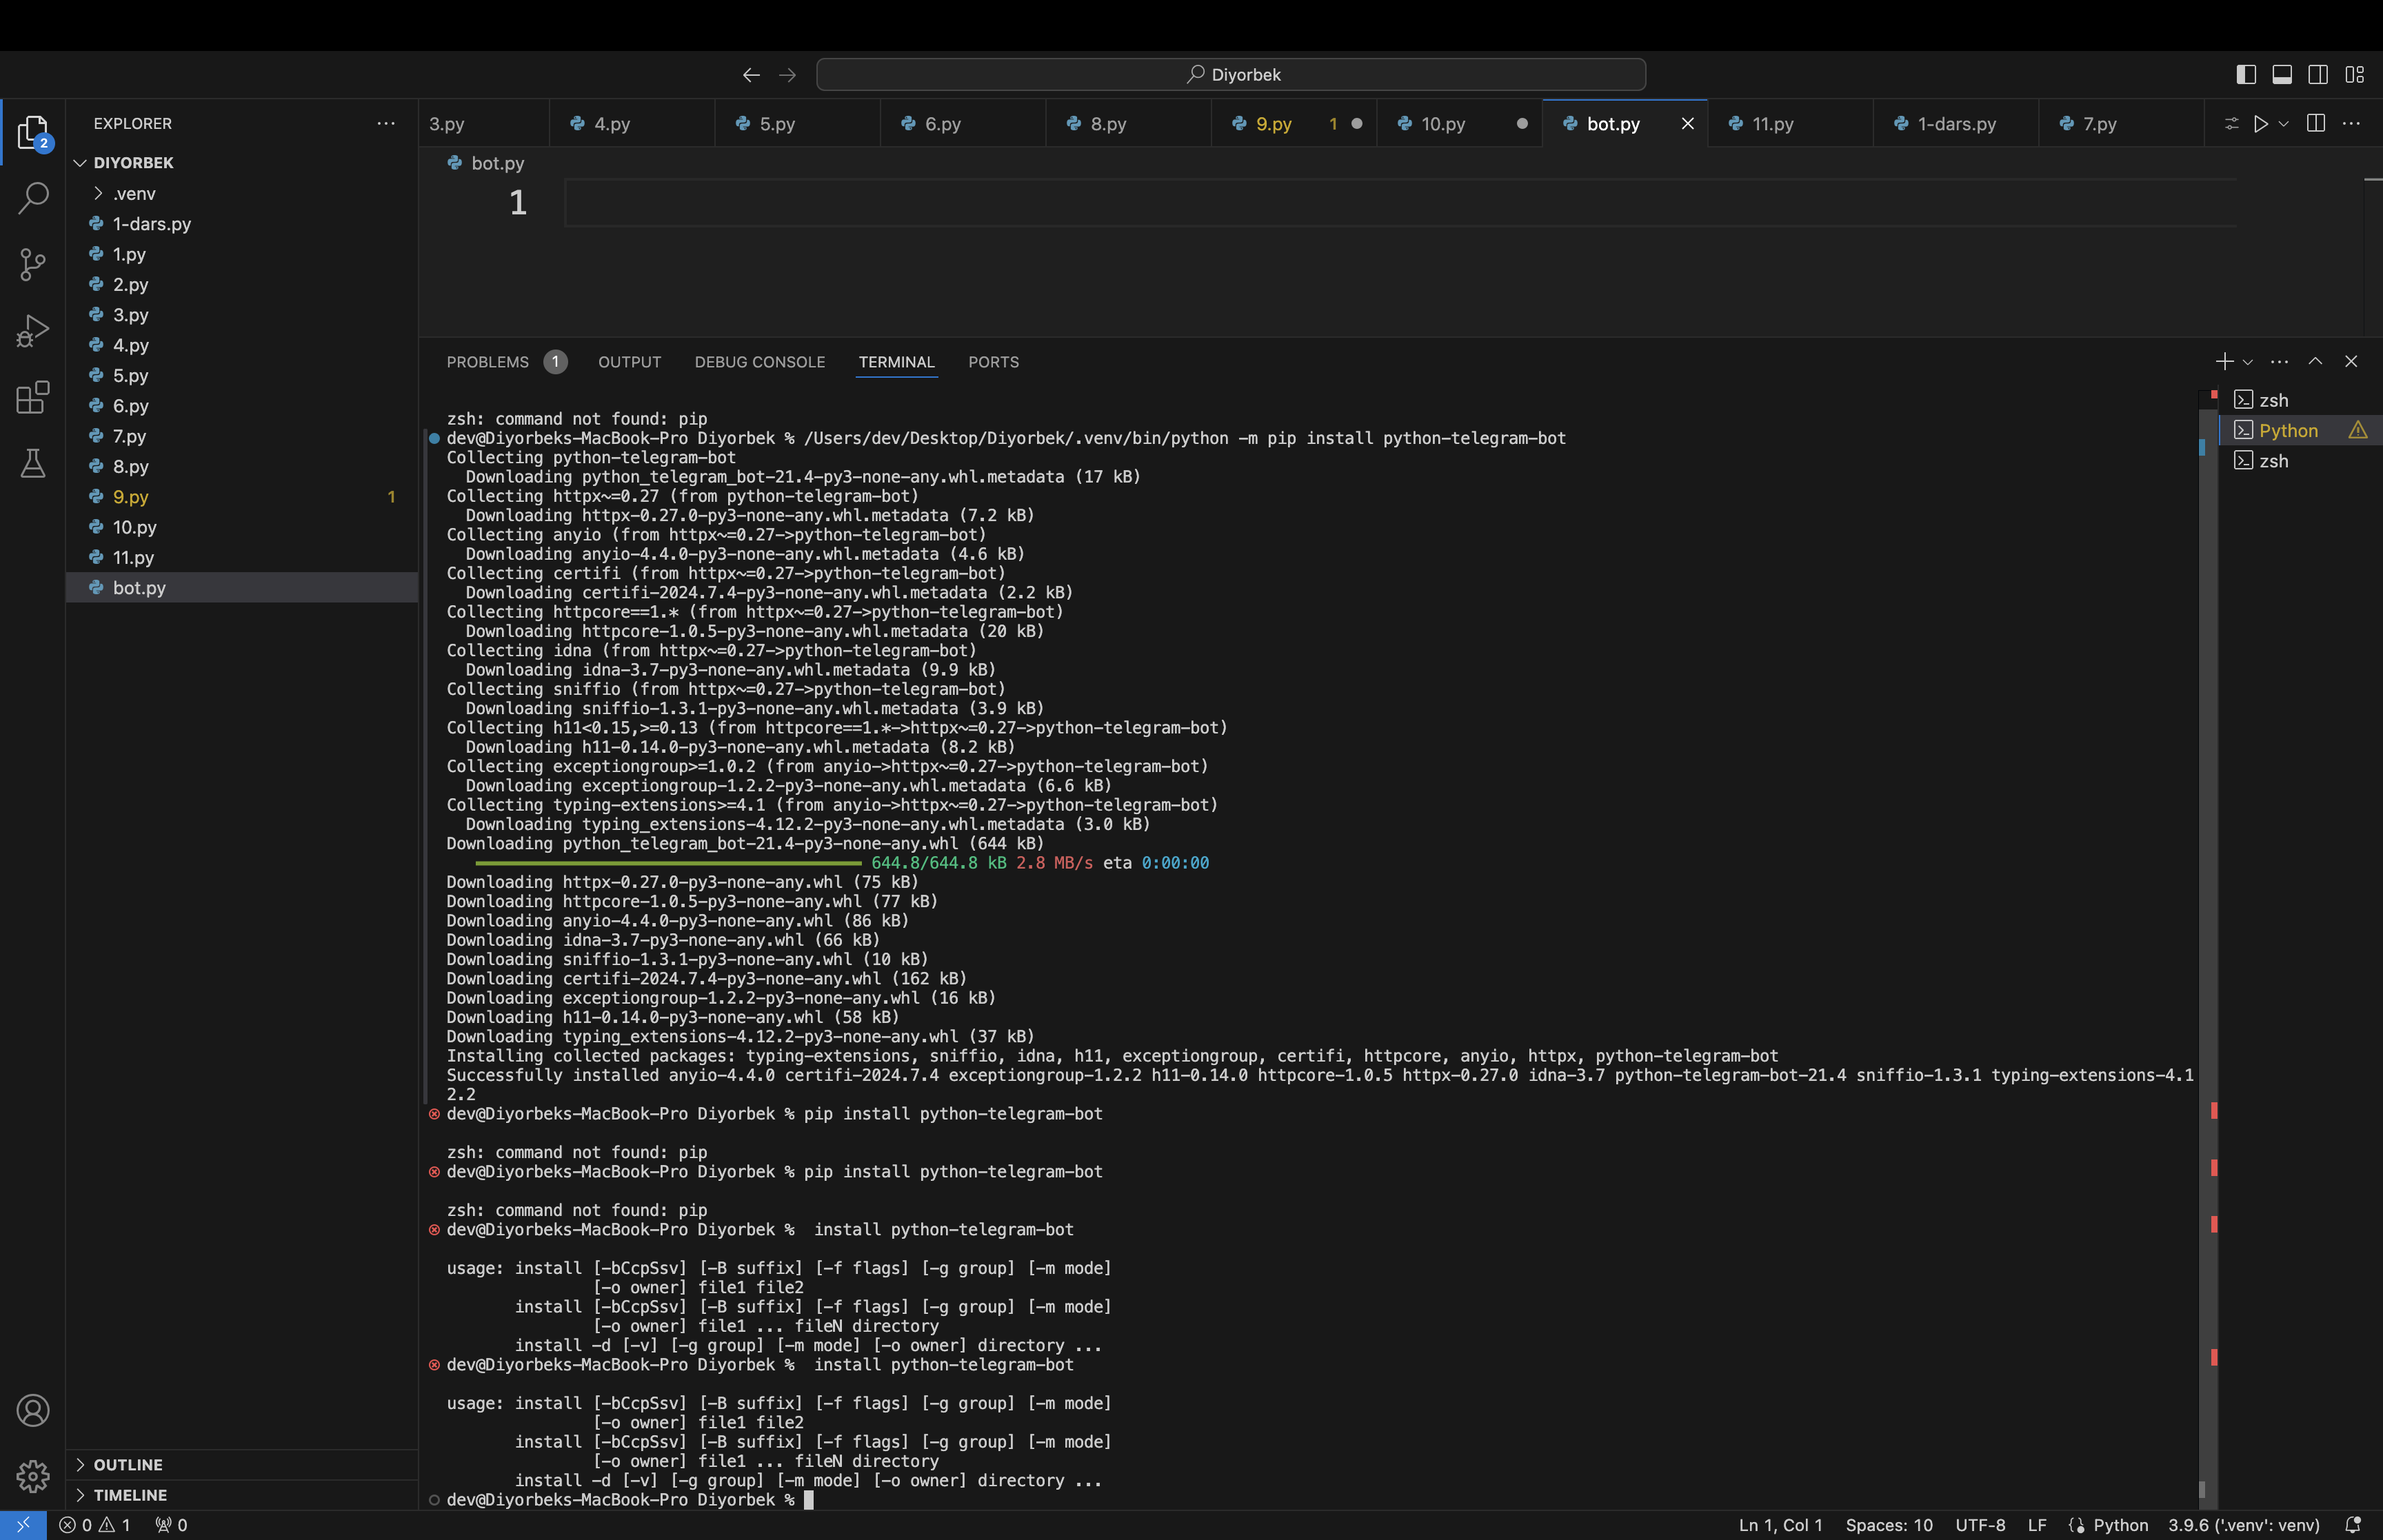 Diyorbek
EXPLORER
3.py
4.py
5.py
6.py
8.py
9.py 1
10.py
bot.py
11.py
1-dars.py
7.py
2
DIYORBEK
.venv
1-dars.py
1.py
2.py
3.py
4.py
5.py
6.py
7.py
8.py
9.py 1
10.py
11.py
bot.py
OUTLINE
TIMELINE
bot.py
1
PROBLEMS 1 OUTPUT DEBUG CONSOLE TERMINAL PORTS
zsh
Python
zsh
zsh: command not found: pip
dev@Diyorbeks-MacBook-Pro Diyorbek % /Users/dev/Desktop/Diyorbek/.venv/bin/python -m pip install python-telegram-bot
Collecting python-telegram-bot
Downloading python_telegram_bot-21.4-py3-none-any.whl.metadata (17 kB)
Collecting httpx~=0.27 (from python-telegram-bot)
Downloading httpx-0.27.0-py3-none-any.whl.metadata (7.2 kB)
Collecting anyio (from httpx~=0.27->python-telegram-bot)
Downloading anyio-4.4.0-py3-none-any.whl.metadata (4.6 kB)
Collecting certifi (from httpx~=0.27->python-telegram-bot)
Downloading certifi-2024.7.4-py3-none-any.whl.metadata (2.2 kB)
Collecting httpcore==1.* (from httpx~=0.27->python-telegram-bot)
Downloading httpcore-1.0.5-py3-none-any.whl.metadata (20 kB)
Collecting idna (from httpx~=0.27->python-telegram-bot)
Downloading idna-3.7-py3-none-any.whl.metadata (9.9 kB)
Collecting sniffio (from httpx~=0.27->python-telegram-bot)
Downloading sniffio-1.3.1-py3-none-any.whl.metadata (3.9 kB)
Collecting h11<0.15,>=0.13 (from httpcore==1.*->httpx~=0.27->python-telegram-bot)
Downloading h11-0.14.0-py3-none-any.whl.metadata (8.2 kB)
Collecting exceptiongroup>=1.0.2 (from anyio->httpx~=0.27->python-telegram-bot)
Downloading exceptiongroup-1.2.2-py3-none-any.whl.metadata (6.6 kB)
Collecting typing-extensions>=4.1 (from anyio->httpx~=0.27->python-telegram-bot)
Downloading typing_extensions-4.12.2-py3-none-any.whl.metadata (3.0 kB)
Downloading python_telegram_bot-21.4-py3-none-any.whl (644 kB)
644.8/644.8 kB 2.8 MB/s eta 0:00:00
Downloading httpx-0.27.0-py3-none-any.whl (75 kB)
Downloading httpcore-1.0.5-py3-none-any.whl (77 kB)
Downloading anyio-4.4.0-py3-none-any.whl (86 kB)
Downloading idna-3.7-py3-none-any.whl (66 kB)
Downloading sniffio-1.3.1-py3-none-any.whl (10 kB)
Downloading certifi-2024.7.4-py3-none-any.whl (162 kB)
Downloading exceptiongroup-1.2.2-py3-none-any.whl (16 kB)
Downloading h11-0.14.0-py3-none-any.whl (58 kB)
Downloading typing_extensions-4.12.2-py3-none-any.whl (37 kB)
Installing collected packages: typing-extensions, sniffio, idna, h11, exceptiongroup, certifi, httpcore, anyio, httpx, python-telegram-bot
Successfully installed anyio-4.4.0 certifi-2024.7.4 exceptiongroup-1.2.2 h11-0.14.0 httpcore-1.0.5 httpx-0.27.0 idna-3.7 python-telegram-bot-21.4 sniffio-1.3.1 typing-extensions-4.1
2.2
dev@Diyorbeks-MacBook-Pro Diyorbek % pip install python-telegram-bot
zsh: command not found: pip
dev@Diyorbeks-MacBook-Pro Diyorbek % pip install python-telegram-bot
zsh: command not found: pip
dev@Diyorbeks-MacBook-Pro Diyorbek %  install python-telegram-bot
usage: install [-bCcpSsv] [-B suffix] [-f flags] [-g group] [-m mode]
[-o owner] file1 file2
install [-bCcpSsv] [-B suffix] [-f flags] [-g group] [-m mode]
[-o owner] file1 ... fileN directory
install -d [-v] [-g group] [-m mode] [-o owner] directory ...
dev@Diyorbeks-MacBook-Pro Diyorbek %  install python-telegram-bot
usage: install [-bCcpSsv] [-B suffix] [-f flags] [-g group] [-m mode]
[-o owner] file1 file2
install [-bCcpSsv] [-B suffix] [-f flags] [-g group] [-m mode]
[-o owner] file1 ... fileN directory
install -d [-v] [-g group] [-m mode] [-o owner] directory ...
dev@Diyorbeks-MacBook-Pro Diyorbek %
0 1 0
Ln 1, Col 1 Spaces: 10 UTF-8 LF Python 3.9.6 ('.venv': venv)